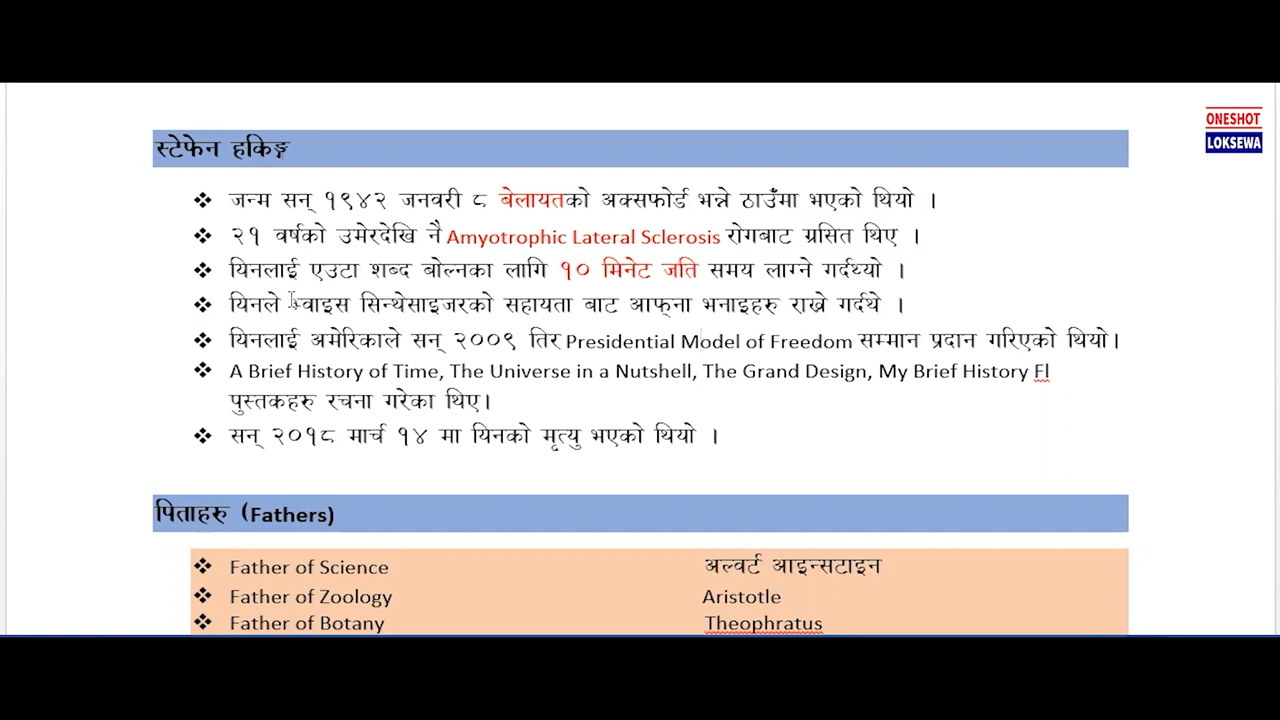 ONESHOT
LOKSEWA
स्टेफेन हकिङ्ग
❖ जन्म सन् १९४२ जनवरी ८ बेलायतको अक्सफोर्ड भन्ने ठाउँमा भएको थियो ।
❖ २१ वर्षको उमेरदेखि नै Amyotrophic Lateral Sclerosis रोगबाट ग्रसित थिए ।
❖ यिनलाई एउटा शब्द बोल्नका लागि १० मिनेट जति समय लाग्ने गर्दथ्यो ।
❖ यिनले भ्वाइस सिन्थेसाइजरको सहायता बाट आफ्ना भनाइहरु राख्ने गर्दथे ।
❖ यिनलाई अमेरिकाले सन् २००९ तिर Presidential Model of Freedom सम्मान प्रदान गरिएको थियो।
❖ A Brief History of Time, The Universe in a Nutshell, The Grand Design, My Brief History Fl
पुस्तकहरु रचना गरेका थिए।
❖ सन् २०१८ मार्च १४ मा यिनको मृत्यु भएको थियो ।
पिताहरु (Fathers)
❖ Father of Science अल्वर्ट आइन्सटाइन
❖ Father of Zoology Aristotle
❖ Father of Botany Theophratus